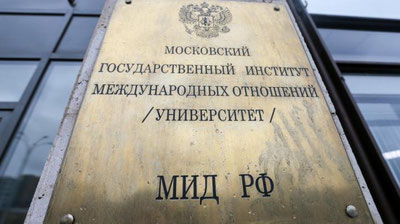 МОСКОВСКИЙ
ГОСУДАРСТВЕННЫЙ ИНСТИТУТ
МЕЖДУНАРОДНЫХ ОТНОШЕНИЙ
/УНИВЕРСИТЕТ/
МИД РФ